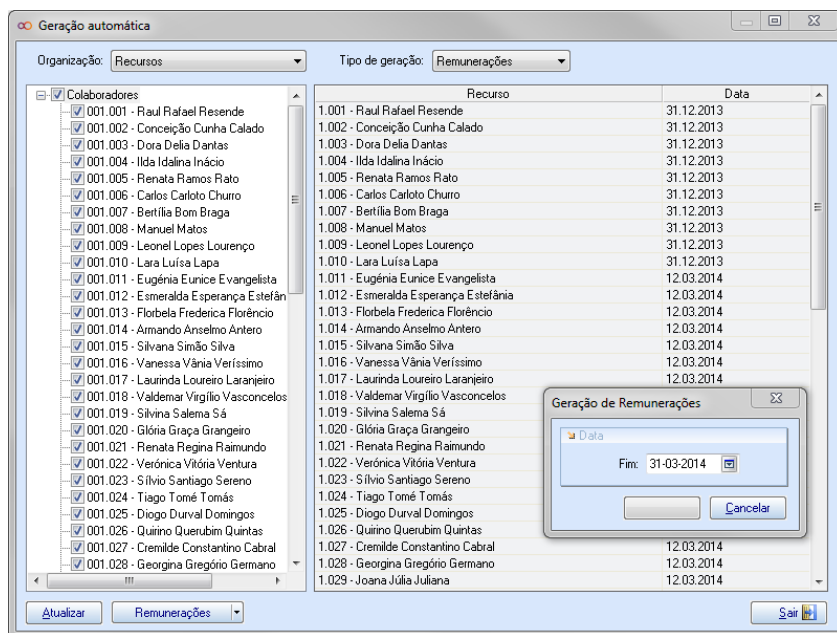 Geração automática
Organização: Recursos Tipo de geração: Remunerações
Colaboradores
001.001 - Raul Rafael Resende
001.002 - Conceição Cunha Calado
001.003 - Dora Delia Dantas
001.004 - Ilda Idalina Inácio
001.005 - Renata Ramos Rato
001.006 - Carlos Carloto Churro
001.007 - Bertília Bom Braga
001.008 - Manuel Matos
001.009 - Leonel Lopes Lourenço
001.010 - Lara Luísa Lapa
001.011 - Eugénia Eunice Evangelista
001.012 - Esmeralda Esperança Estefân
001.013 - Florbela Frederica Florêncio
001.014 - Armando Anselmo Antero
001.015 - Silvana Simão Silva
001.016 - Vanessa Vânia Veríssimo
001.017 - Laurinda Loureiro Laranjeiro
001.018 - Valdemar Virgílio Vasconcelos
001.019 - Silvina Salema Sá
001.020 - Glória Graça Grangeiro
001.021 - Renata Regina Raimundo
001.022 - Verónica Vitória Ventura
001.023 - Sílvio Santiago Sereno
001.024 - Tiago Tomé Tomás
001.025 - Diogo Durval Domingos
001.026 - Quirino Querubim Quintas
001.027 - Cremilde Constantino Cabral
001.028 - Georgina Gregório Germano
Recurso Data
1.001 - Raul Rafael Resende 31.12.2013
1.002 - Conceição Cunha Calado 31.12.2013
1.003 - Dora Delia Dantas 31.12.2013
1.004 - Ilda Idalina Inácio 31.12.2013
1.005 - Renata Ramos Rato 31.12.2013
1.006 - Carlos Carloto Churro 31.12.2013
1.007 - Bertília Bom Braga 31.12.2013
1.008 - Manuel Matos 31.12.2013
1.009 - Leonel Lopes Lourenço 31.12.2013
1.010 - Lara Luísa Lapa 31.12.2013
1.011 - Eugénia Eunice Evangelista 12.03.2014
1.012 - Esmeralda Esperança Estefânia 12.03.2014
1.013 - Florbela Frederica Florêncio 12.03.2014
1.014 - Armando Anselmo Antero 12.03.2014
1.015 - Silvana Simão Silva 12.03.2014
1.016 - Vanessa Vânia Veríssimo 12.03.2014
1.017 - Laurinda Loureiro Laranjeiro 12.03.2014
1.018 - Valdemar Virgílio Vasconcelos
1.019 - Silvina Salema Sá
1.020 - Glória Graça Grangeiro
1.021 - Renata Regina Raimundo
1.022 - Verónica Vitória Ventura
1.023 - Sílvio Santiago Sereno
1.024 - Tiago Tomé Tomás
1.025 - Diogo Durval Domingos
1.026 - Quirino Querubim Quintas
1.027 - Cremilde Constantino Cabral 12.03.2014
1.028 - Georgina Gregório Germano 12.03.2014
1.029 - Joana Júlia Juliana 12.03.2014
Geração de Remunerações
Data
Fim: 31-03-2014
Cancelar
Atualizar Remunerações Sair